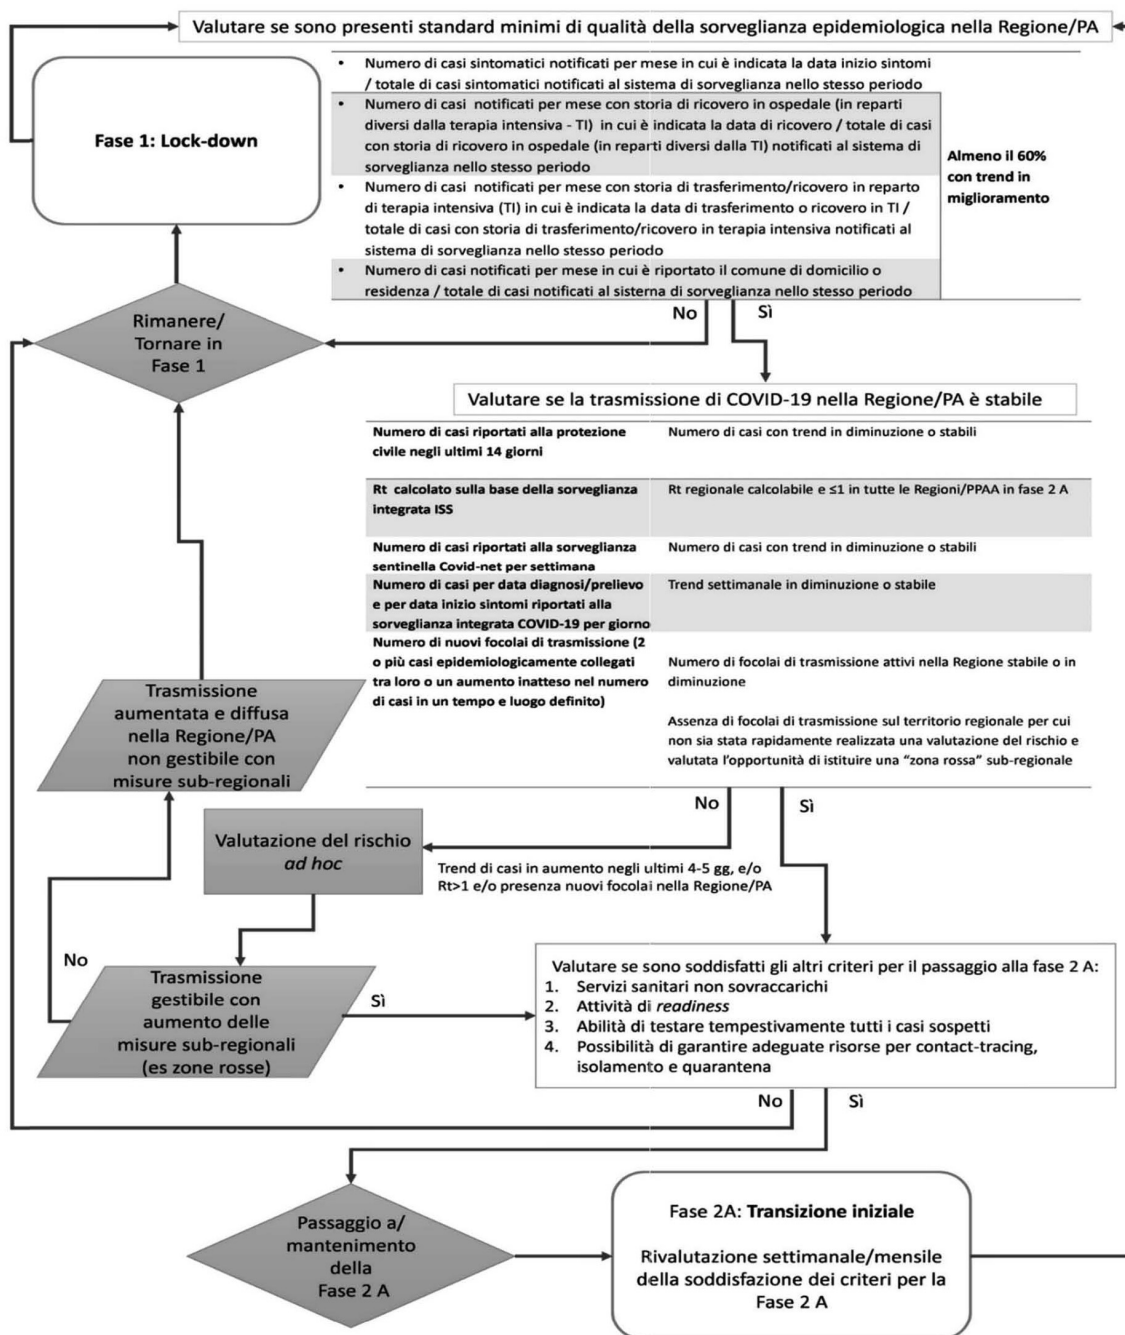 Valutare se sono presenti standard minimi di qualità della sorveglianza epidemiologica nella Regione/PA
Fase 1: Lock-down
• Numero di casi sintomatici notificati per mese in cui è indicata la data inizio sintomi
/ totale di casi sintomatici notificati al sistema di sorveglianza nello stesso periodo
• Numero di casi notificati per mese con storia di ricovero in ospedale (in reparti
diversi dalla terapia intensiva - TI) in cui è indicata la data di ricovero / totale di casi
con storia di ricovero in ospedale (in reparti diversi dalla TI) notificati al sistema di
sorveglianza nello stesso periodo
• Numero di casi notificati per mese con storia di trasferimento/ricovero in reparto
di terapia intensiva (TI) in cui è indicata la data di trasferimento o ricovero in TI /
totale di casi con storia di trasferimento/ricovero in terapia intensiva notificati al
sistema di sorveglianza nello stesso periodo
• Numero di casi notificati per mese in cui è riportato il comune di domicilio o
residenza / totale di casi notificati al sistema di sorveglianza nello stesso periodo
Almeno il 60%
con trend in
miglioramento
No
Sì
Rimanere/
Tornare in
Fase 1
Valutare se la trasmissione di COVID-19 nella Regione/PA è stabile
Numero di casi riportati alla protezione
civile negli ultimi 14 giorni
Numero di casi con trend in diminuzione o stabili
Rt calcolato sulla base della sorveglianza
integrata ISS
Rt regionale calcolabile e ≤1 in tutte le Regioni/PPAA in fase 2 A
Numero di casi riportati alla sorveglianza
sentinella Covid-net per settimana
Numero di casi con trend in diminuzione o stabili
Numero di casi per data diagnosi/prelievo
e per data inizio sintomi riportati alla
sorveglianza integrata COVID-19 per giorno
Trend settimanale in diminuzione o stabile
Numero di nuovi focolai di trasmissione (2
o più casi epidemiologicamente collegati
tra loro o un aumento inatteso nel numero
di casi in un tempo e luogo definito)
Numero di focolai di trasmissione attivi nella Regione stabile o in
diminuzione
Assenza di focolai di trasmissione sul territorio regionale per cui
non sia stata rapidamente realizzata una valutazione del rischio e
valutata l'opportunità di istituire una "zona rossa" sub-regionale
No
Sì
Trasmissione
aumentata e diffusa
nella Regione/PA
non gestibile con
misure sub-regionali
Valutazione del rischio
ad hoc
Trend di casi in aumento negli ultimi 4-5 gg, e/o
Rt>1 e/o presenza nuovi focolai nella Regione/PA
No
Trasmissione
gestibile con
aumento delle
misure sub-regionali
(es zone rosse)
Sì
Valutare se sono soddisfatti gli altri criteri per il passaggio alla fase 2 A:
1. Servizi sanitari non sovraccarichi
2. Attività di readiness
3. Abilità di testare tempestivamente tutti i casi sospetti
4. Possibilità di garantire adeguate risorse per contact-tracing,
isolamento e quarantena
No
Sì
Passaggio a/
mantenimento
della
Fase 2 A
Fase 2A: Transizione iniziale
Rivalutazione settimanale/mensile
della soddisfazione dei criteri per la
Fase 2 A